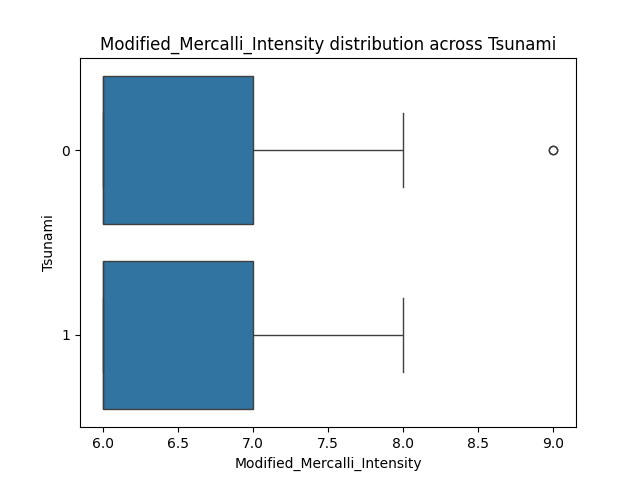 Modified_Mercalli_Intensity distribution across Tsunami
Tsunami
0
1
6.0 6.5 7.0 7.5 8.0 8.5 9.0
Modified_Mercalli_Intensity